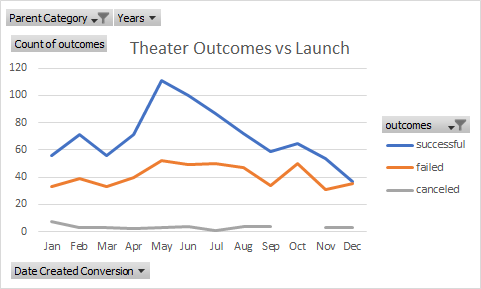 Parent Category Years
Count of outcomes
Theater Outcomes vs Launch
120
100
80
60
40
20
0
Jan Feb Mar Apr May Jun Jul Aug Sep Oct Nov Dec
outcomes
successful
failed
canceled
Date Created Conversion